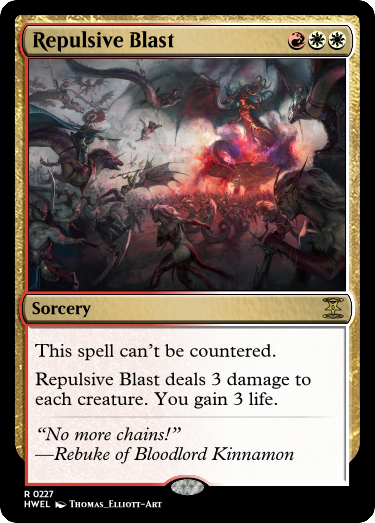 Repulsive Blast
Sorcery
This spell can't be countered.
Repulsive Blast deals 3 damage to
each creature. You gain 3 life.
“No more chains!”
—Rebuke of Bloodlord Kinnamon
R 0227
HWEL Thomas_Elliott-Art